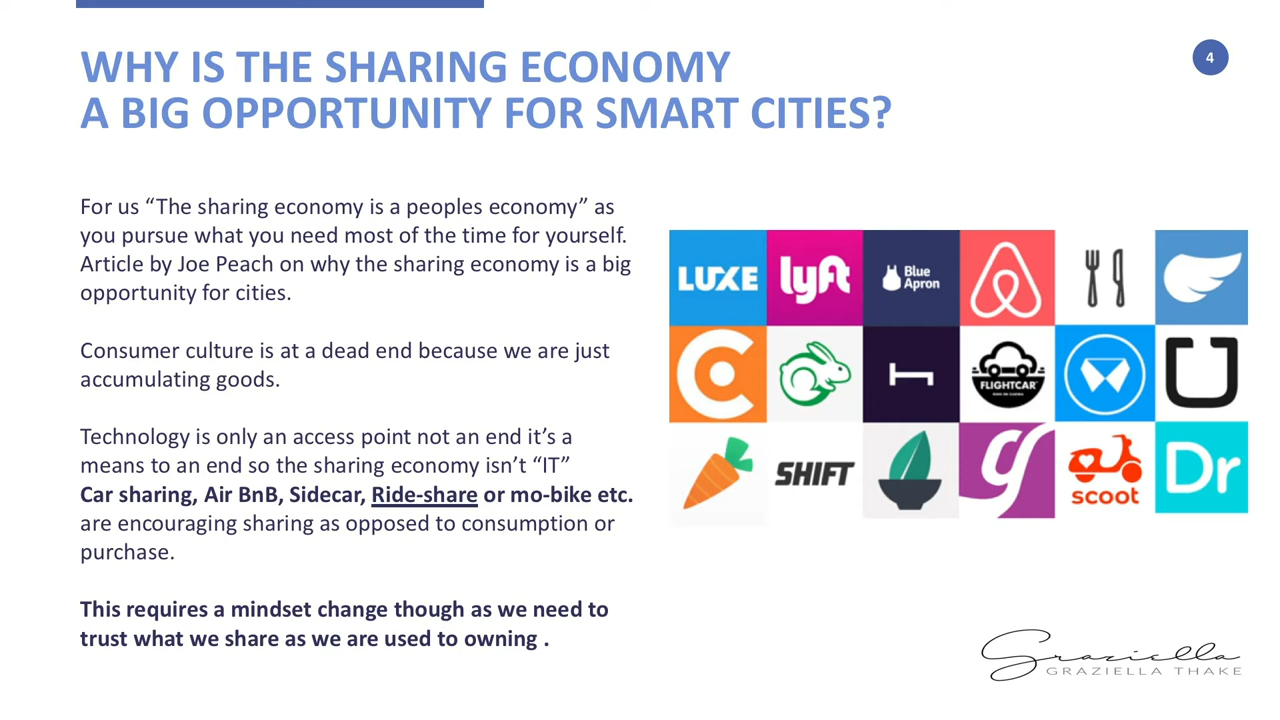 WHY IS THE SHARING ECONOMY
A BIG OPPORTUNITY FOR SMART CITIES?
4
For us “The sharing economy is a peoples economy” as
you pursue what you need most of the time for yourself.
Article by Joe Peach on why the sharing economy is a big
opportunity for cities.
Consumer culture is at a dead end because we are just
accumulating goods.
Technology is only an access point not an end it’s a
means to an end so the sharing economy isn’t “IT”
Car sharing, Air BnB, Sidecar, Ride-share or mo-bike etc.
are encouraging sharing as opposed to consumption or
purchase.
This requires a mindset change though as we need to
trust what we share as we are used to owning .
LUXE
lyft
Blue
Apron
FLIGHTCAR
SHIFT
g
scoot
Dr
Graziella
GRAZIELLA THAKE